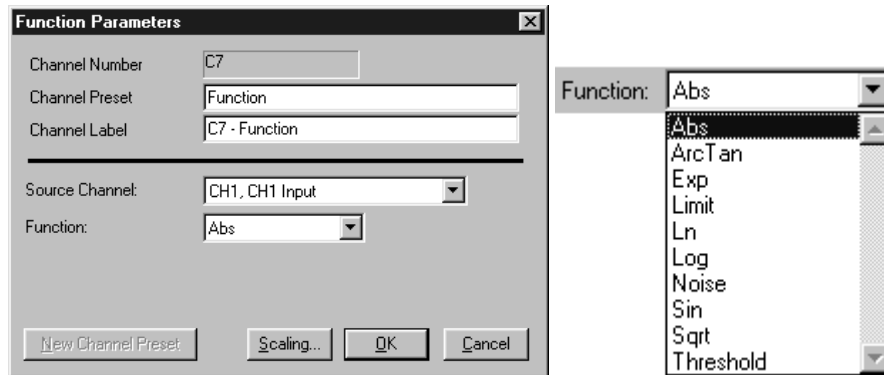 Function Parameters
Channel Number C7
Channel Preset Function
Channel Label C7 - Function
Source Channel: CH1, CH1 Input
Function: Abs
New Channel Preset Scaling... OK Cancel
Function: Abs
Abs
ArcTan
Exp
Limit
Ln
Log
Noise
Sin
Sqrt
Threshold